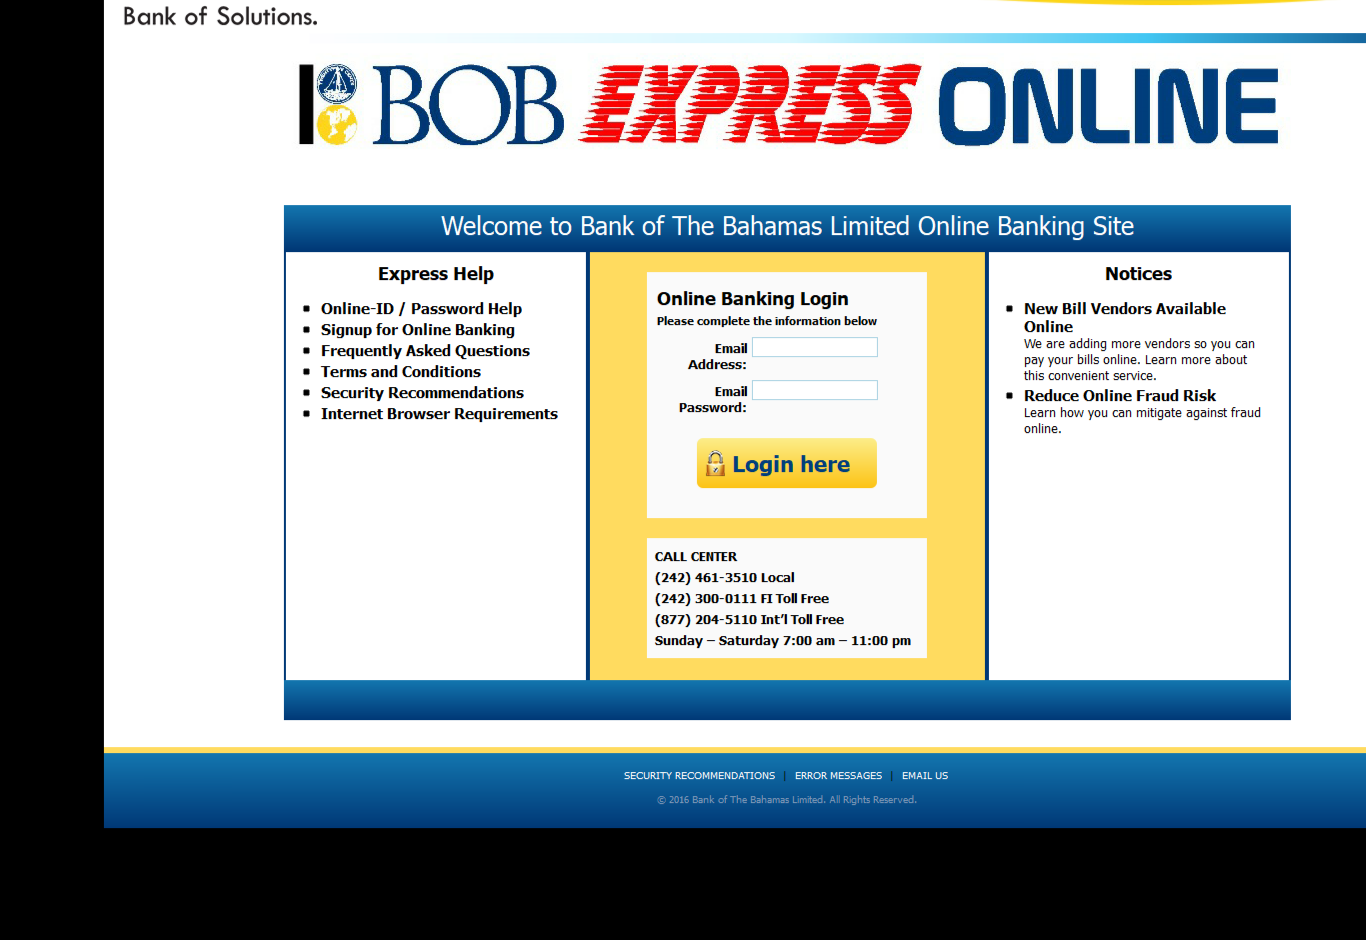 Bank of Solutions.
BOB EXPRESS ONLINE
Welcome to Bank of The Bahamas Limited Online Banking Site
Express Help
Online-ID / Password Help
Signup for Online Banking
Frequently Asked Questions
Terms and Conditions
Security Recommendations
Internet Browser Requirements
Online Banking Login
Please complete the information below
Email
Address:
Email
Password:
Login here
CALL CENTER
(242) 461-3510 Local
(242) 300-0111 FI Toll Free
(877) 204-5110 Int'l Toll Free
Sunday – Saturday 7:00 am – 11:00 pm
Notices
New Bill Vendors Available
Online
We are adding more vendors so you can
pay your bills online. Learn more about
this convenient service.
Reduce Online Fraud Risk
Learn how you can mitigate against fraud
online.
SECURITY RECOMMENDATIONS | ERROR MESSAGES | EMAIL US
© 2016 Bank of The Bahamas Limited. All Rights Reserved.